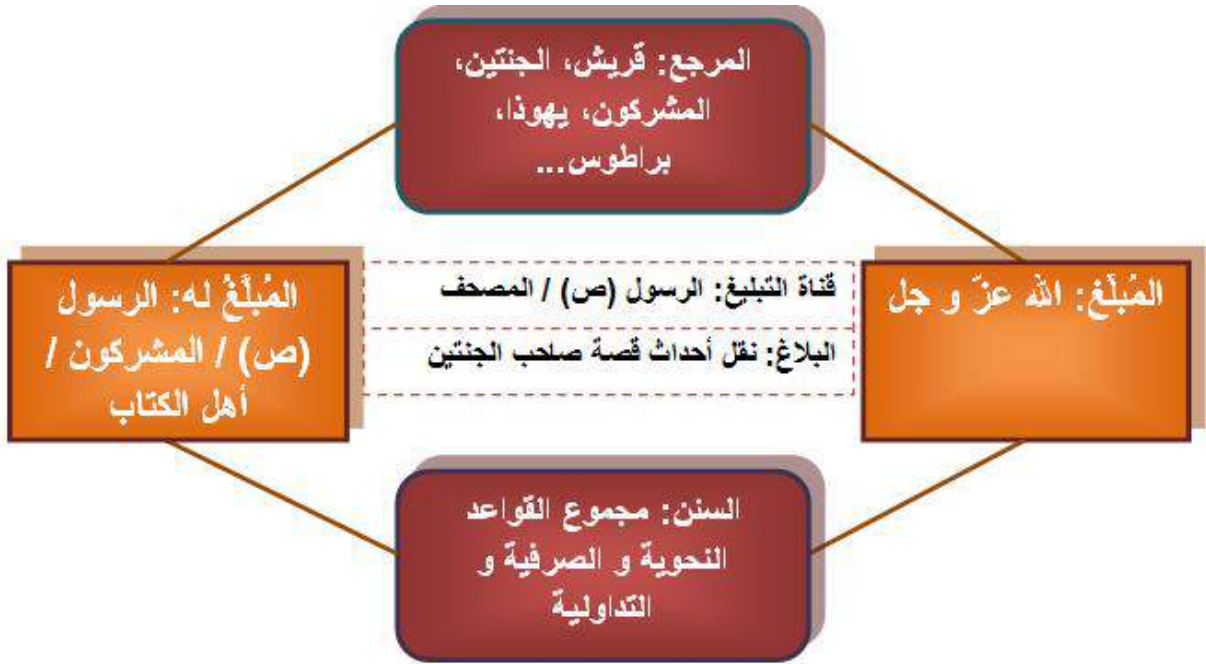 المرجع: قريش، الجنتين،
المشركون، يهوذا،
براطوس...
المُبلّغ: الله عزّ و جل
قناة التبليغ: الرسول (ص) / المصحف
البلاغ: نقل أحداث قصة صاحب الجنتين
المُبلَّغُ له: الرسول
(ص) / المشركون /
أهل الكتاب
السنن: مجموع القواعد
النحوية و الصرفية و
التداولية